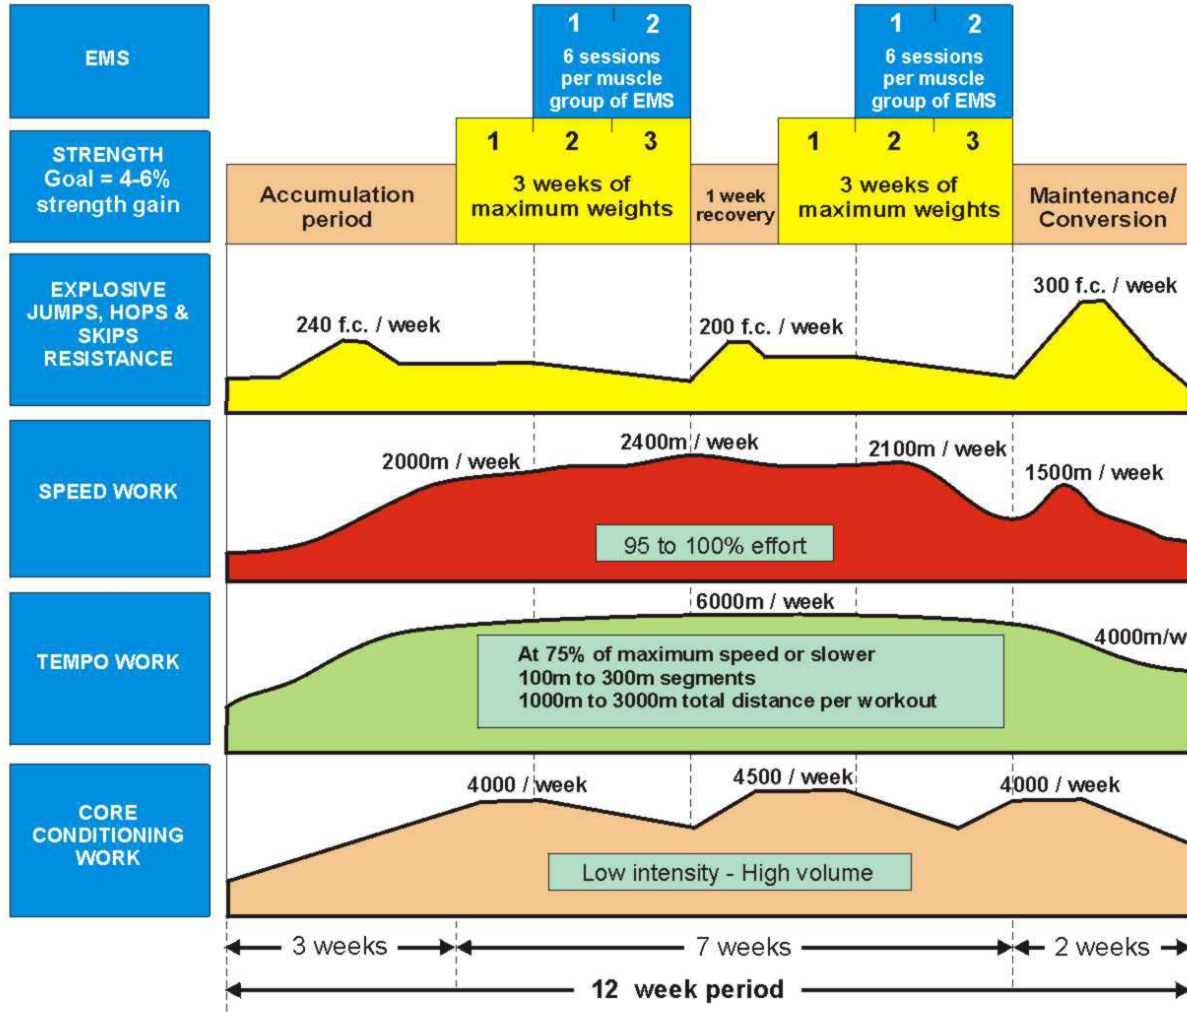 EMS
1 2
6 sessions
per muscle
group of EMS
1 2
6 sessions
per muscle
group of EMS
STRENGTH
Goal = 4-6%
strength gain
Accumulation
period
1 2 3
3 weeks of
maximum weights
1 week
recovery
1 2 3
3 weeks of
maximum weights
Maintenance/
Conversion
EXPLOSIVE
JUMPS, HOPS &
SKIPS
RESISTANCE
240 f.c. / week
200 f.c. / week
300 f.c. / week
SPEED WORK
2000m / week
2400m / week
2100m / week
1500m / week
95 to 100% effort
TEMPO WORK
6000m / week
4000m/w
At 75% of maximum speed or slower
100m to 300m segments
1000m to 3000m total distance per workout
CORE
CONDITIONING
WORK
4000 / week
4500 / week
4000 / week
Low intensity - High volume
3 weeks
7 weeks
2 weeks
12 week period